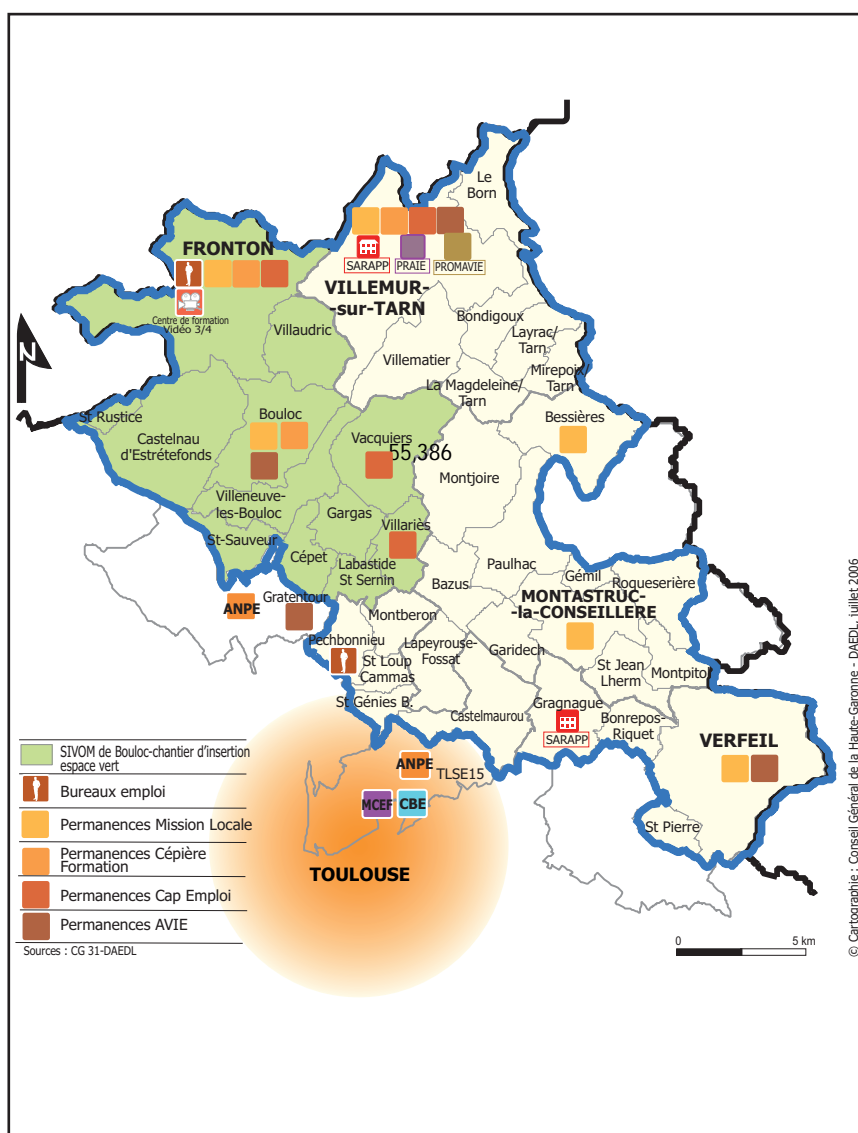 Le
Born
FRONTON
SARAPP
PRAIE
PROMAVIE
VILLEMUR-
-sur-TARN
Centre de formation
Vidéo 3/4
Villaudric
Bondigoux
Layrac/
Tarn
Villematier
Mirepoix/
Tarn
La Magdeleine/
Tarn
N
St Rustice
Bouloc
Bessières
Castelnau
d'Estrétefonds
Vacquiers
55,386
Montjoire
Villeneuve-
les-Bouloc
Gargas
Villariès
St-Sauveur
Cépet
Labastide
St Sernin
Paulhac
Gémil
Roqueserière
Bazus
MONTASTRUC-
-la-CONSEILLERE
ANPE
Gratentour
Montberon
Pechbonnieu
Lapeyrouse-
Fossat
Garidech
St Loup
Cammas
St Jean
Lherm
Montpitol
St Génies B.
Castelmaurou
Gragnague
SARAPP
Bonrepos-
Riquet
VERFEIL
ANPE
TLSE15
MCEF
CBE
St Pierre
TOULOUSE
SIVOM de Bouloc-chantier d'insertion
espace vert
Bureaux emploi
Permanences Mission Locale
Permanences Cépière
Formation
Permanences Cap Emploi
Permanences AVIE
Sources : CG 31-DAEDL
0 5 km
© Cartographie : Conseil Général de la Haute-Garonne - DAEDL. juillet 2006